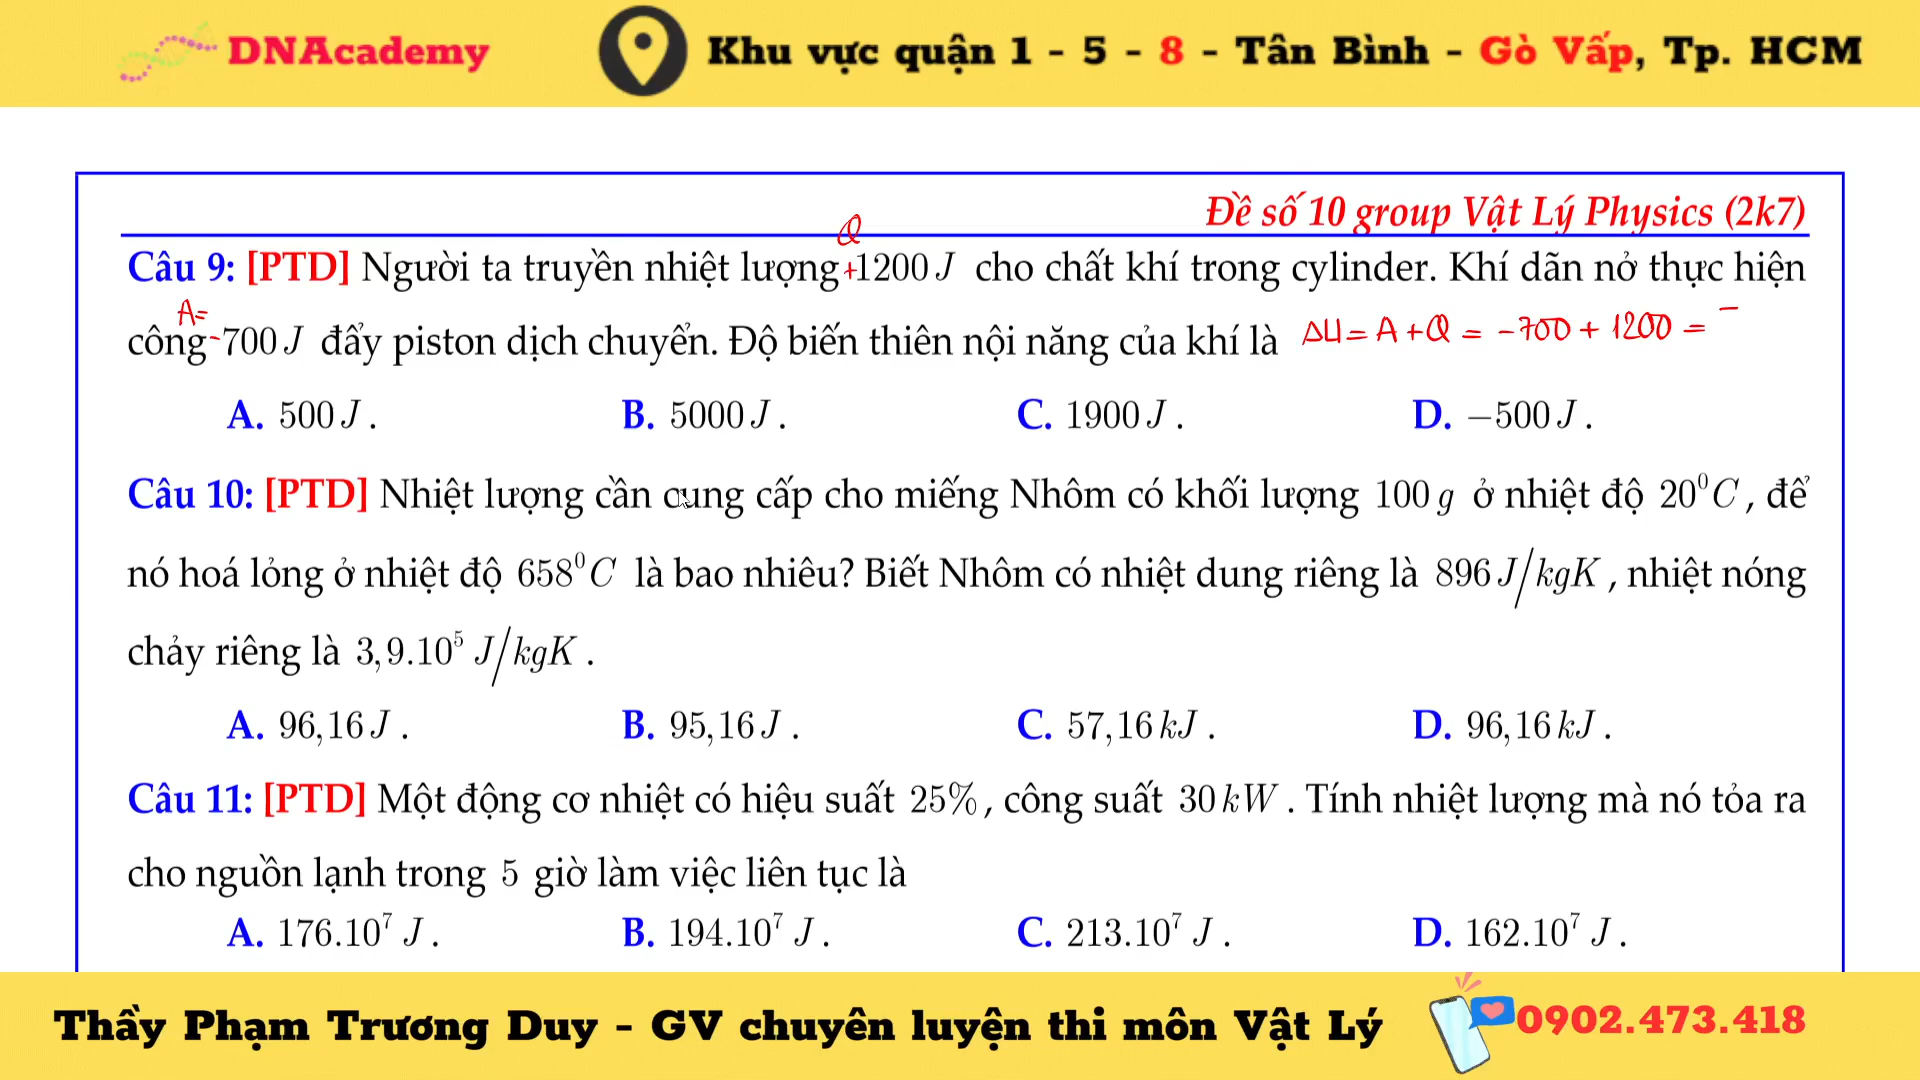 DNAcademy
Khu vực quận 1 - 5 - 8 - Tân Bình - Gò Vấp, Tp. HCM
Đề số 10 group Vật Lý Physics (2k7)
Q
Câu 9: [PTD] Người ta truyền nhiệt lượng +1200 J cho chất khí trong cylinder. Khí dãn nở thực hiện
A=
công -700 J đẩy piston dịch chuyển. Độ biến thiên nội năng của khí là ΔU = A + Q = -700 + 1200 = -
A. 500 J . B. 5000 J . C. 1900 J . D. −500 J .
Câu 10: [PTD] Nhiệt lượng cần cung cấp cho miếng Nhôm có khối lượng 100 g ở nhiệt độ 20⁰C , để
nó hoá lỏng ở nhiệt độ 658⁰C là bao nhiêu? Biết Nhôm có nhiệt dung riêng là 896 J/kgK , nhiệt nóng
chảy riêng là 3,9.10⁵ J/kgK .
A. 96,16 J . B. 95,16 J . C. 57,16 kJ . D. 96,16 kJ .
Câu 11: [PTD] Một động cơ nhiệt có hiệu suất 25%, công suất 30 kW . Tính nhiệt lượng mà nó tỏa ra
cho nguồn lạnh trong 5 giờ làm việc liên tục là
A. 176.10⁷ J . B. 194.10⁷ J . C. 213.10⁷ J . D. 162.10⁷ J .
Thầy Phạm Trương Duy - GV chuyên luyện thi môn Vật Lý
0902.473.418